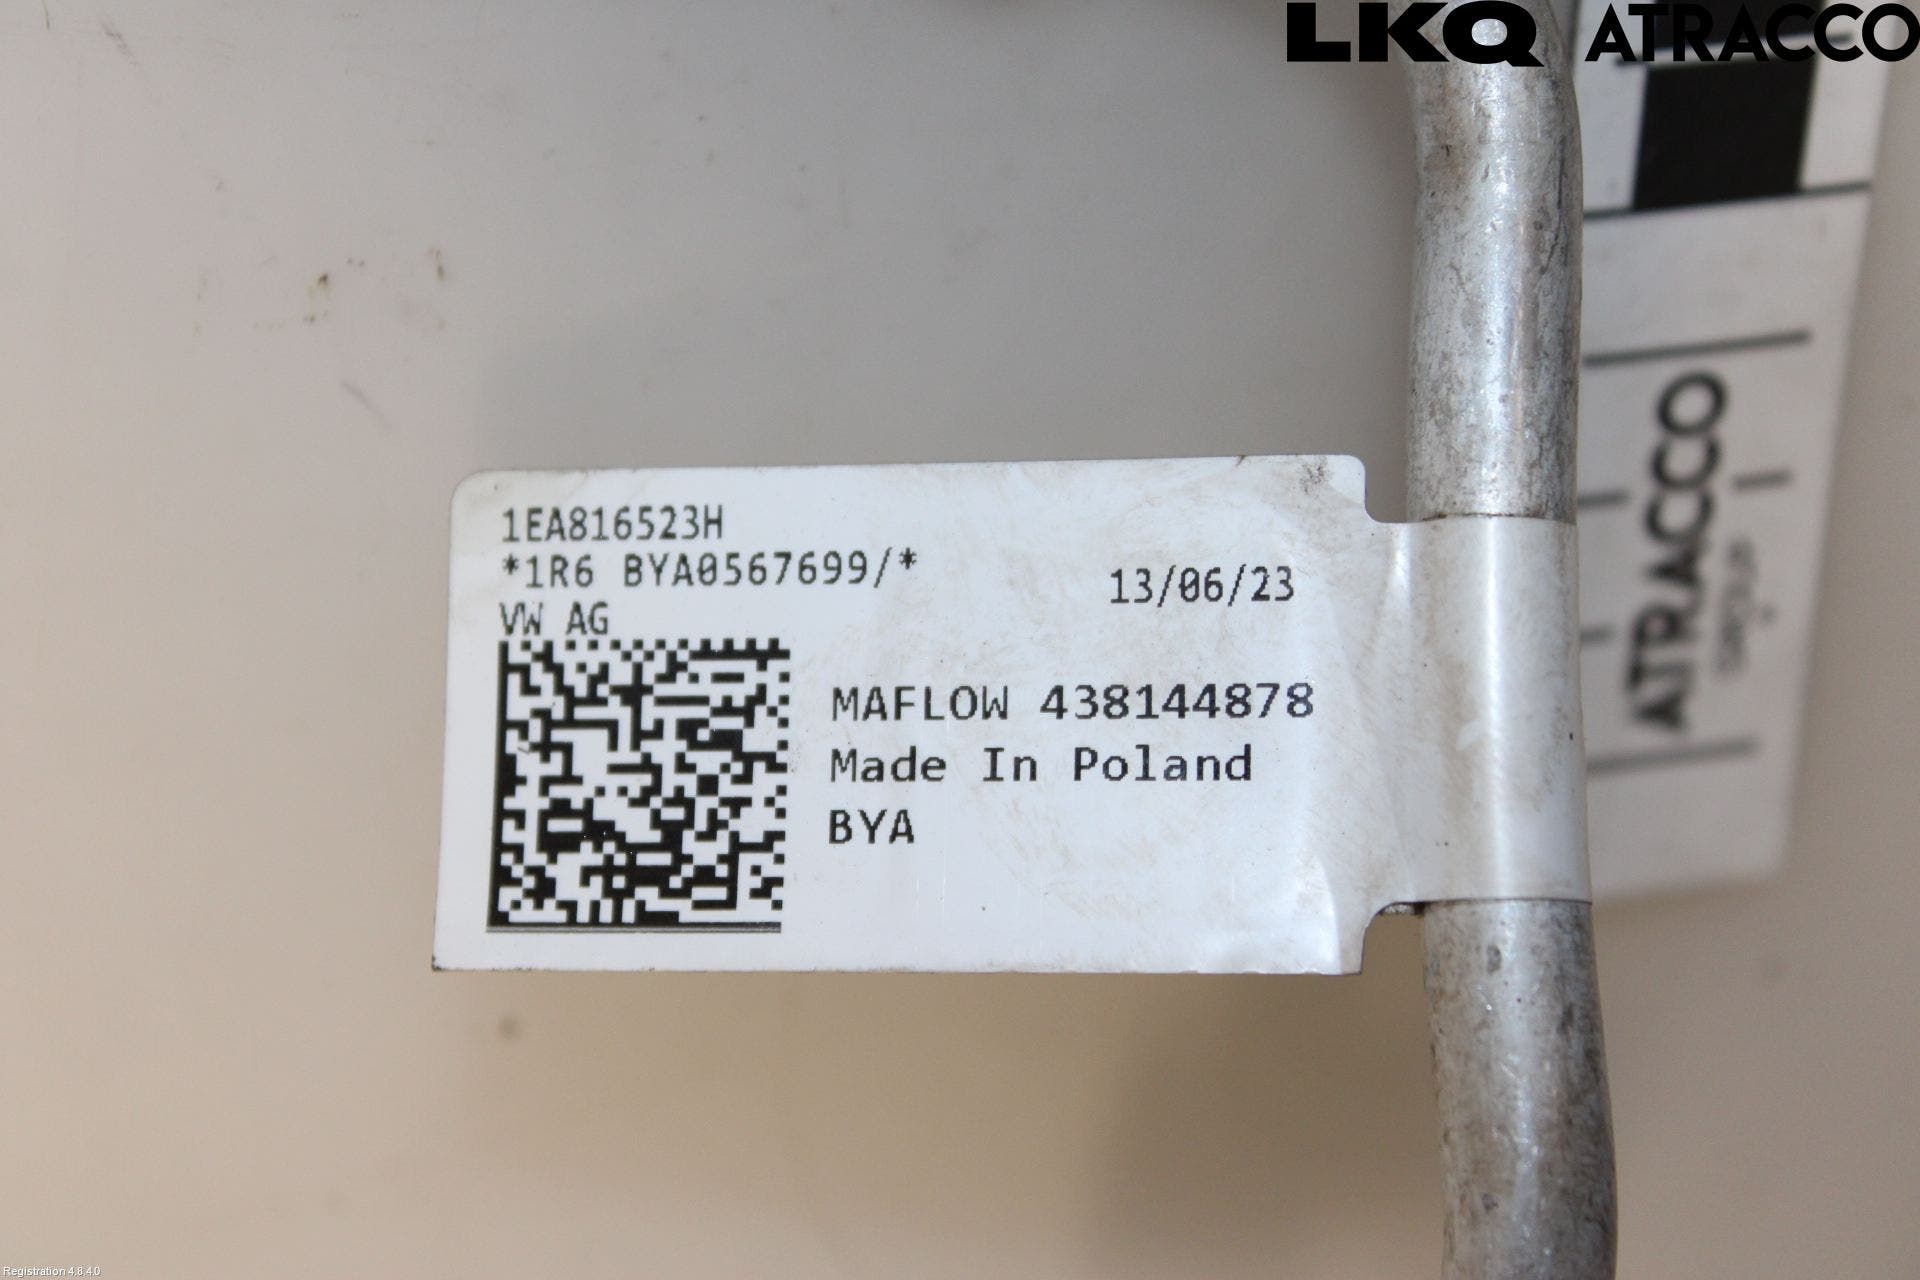 LKQ ATRACCO
1EA816523H
*1R6 BYA0567699/*
13/06/23
VW AG
MAFLOW 438144878
Made In Poland
BYA
ATRACCO
Registration 4.8.4.0